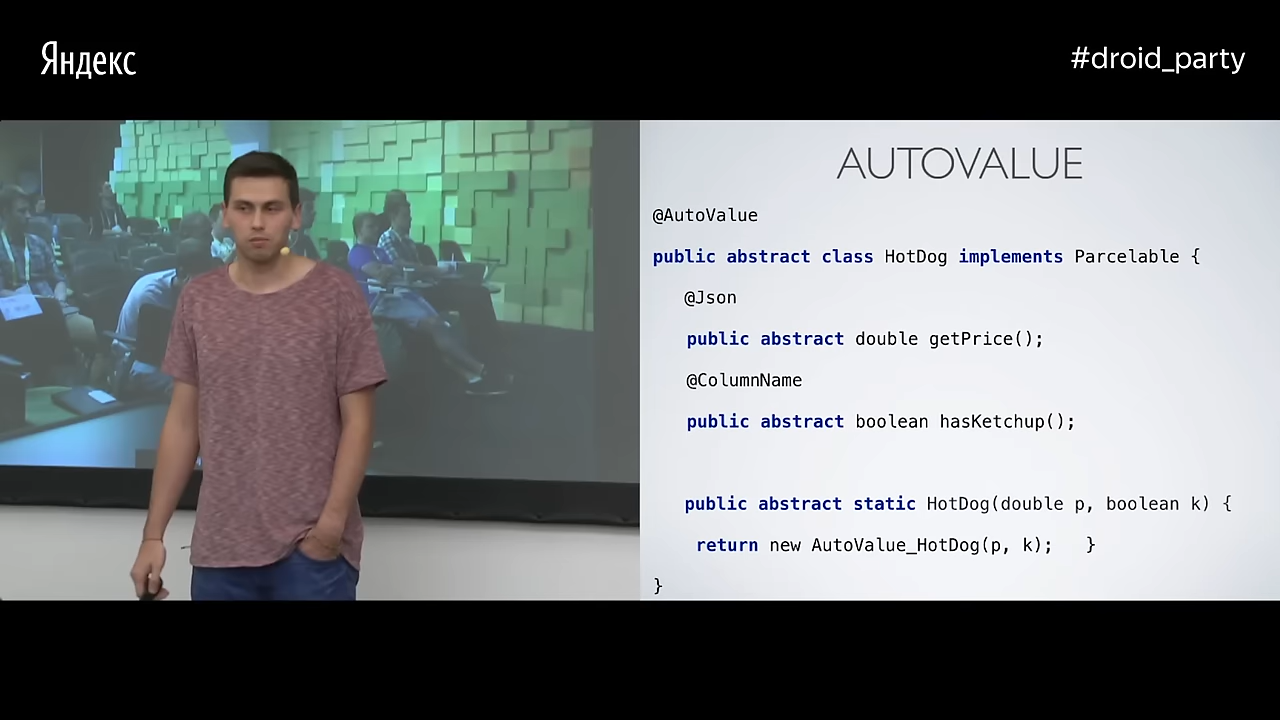 Яндекс
#droid_party
AUTOVALUE
@AutoValue
public abstract class HotDog implements Parcelable {
@Json
public abstract double getPrice();
@ColumnName
public abstract boolean hasKetchup();
public abstract static HotDog(double p, boolean k) {
return new AutoValue_HotDog(p, k);   }
}